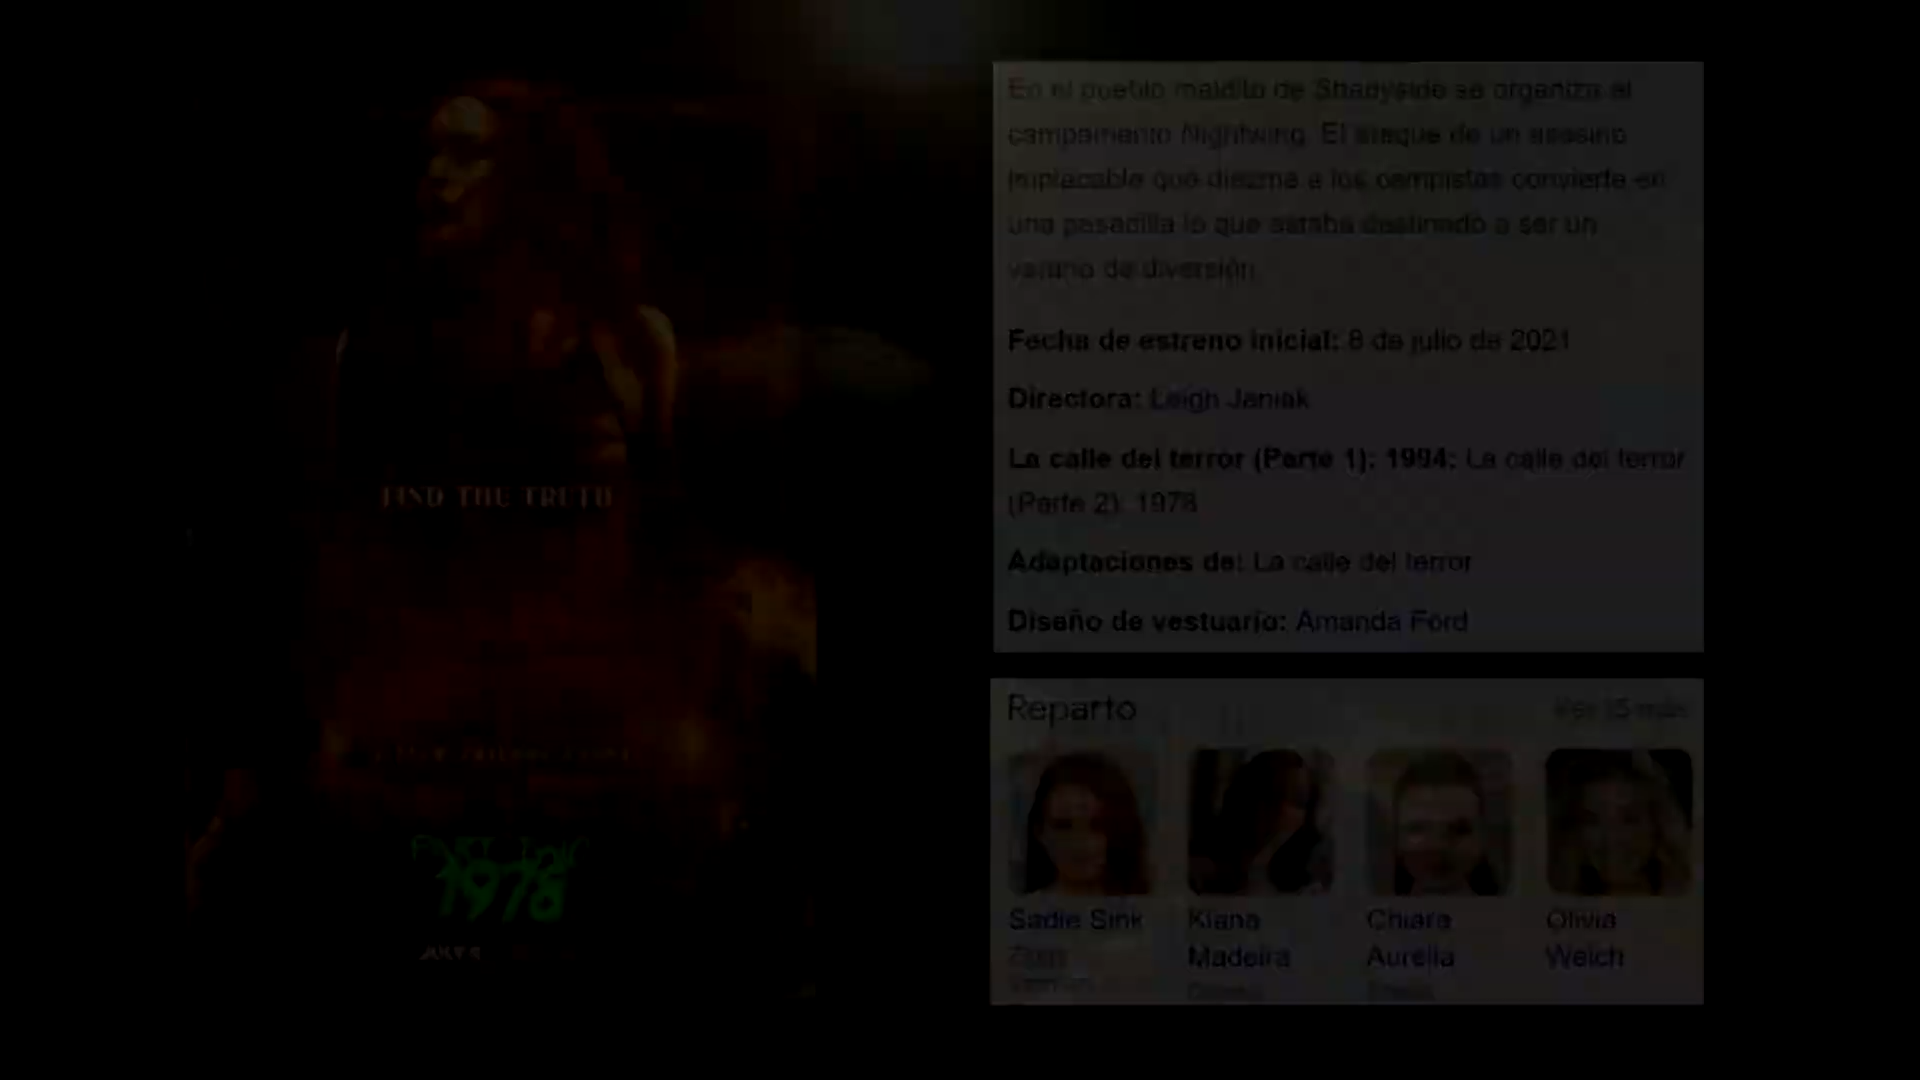 FIND THE TRUTH
1978
JULY 9
En el pueblo maldito de Shadyside se organiza el
campamento Nightwing. El ataque de un asesino
implacable que diezma a los campistas convierte en
una pesadilla lo que estaba destinado a ser un
verano de diversión.
Fecha de estreno inicial: 8 de julio de 2021
Directora: Leigh Janiak
La calle del terror (Parte 1): 1994: La calle del terror
(Parte 2): 1978
Adaptaciones de: La calle del terror
Diseño de vestuario: Amanda Ford
Reparto
Sadie Sink
Kiana
Madeira
Chiara
Aurelia
Olivia
Welch